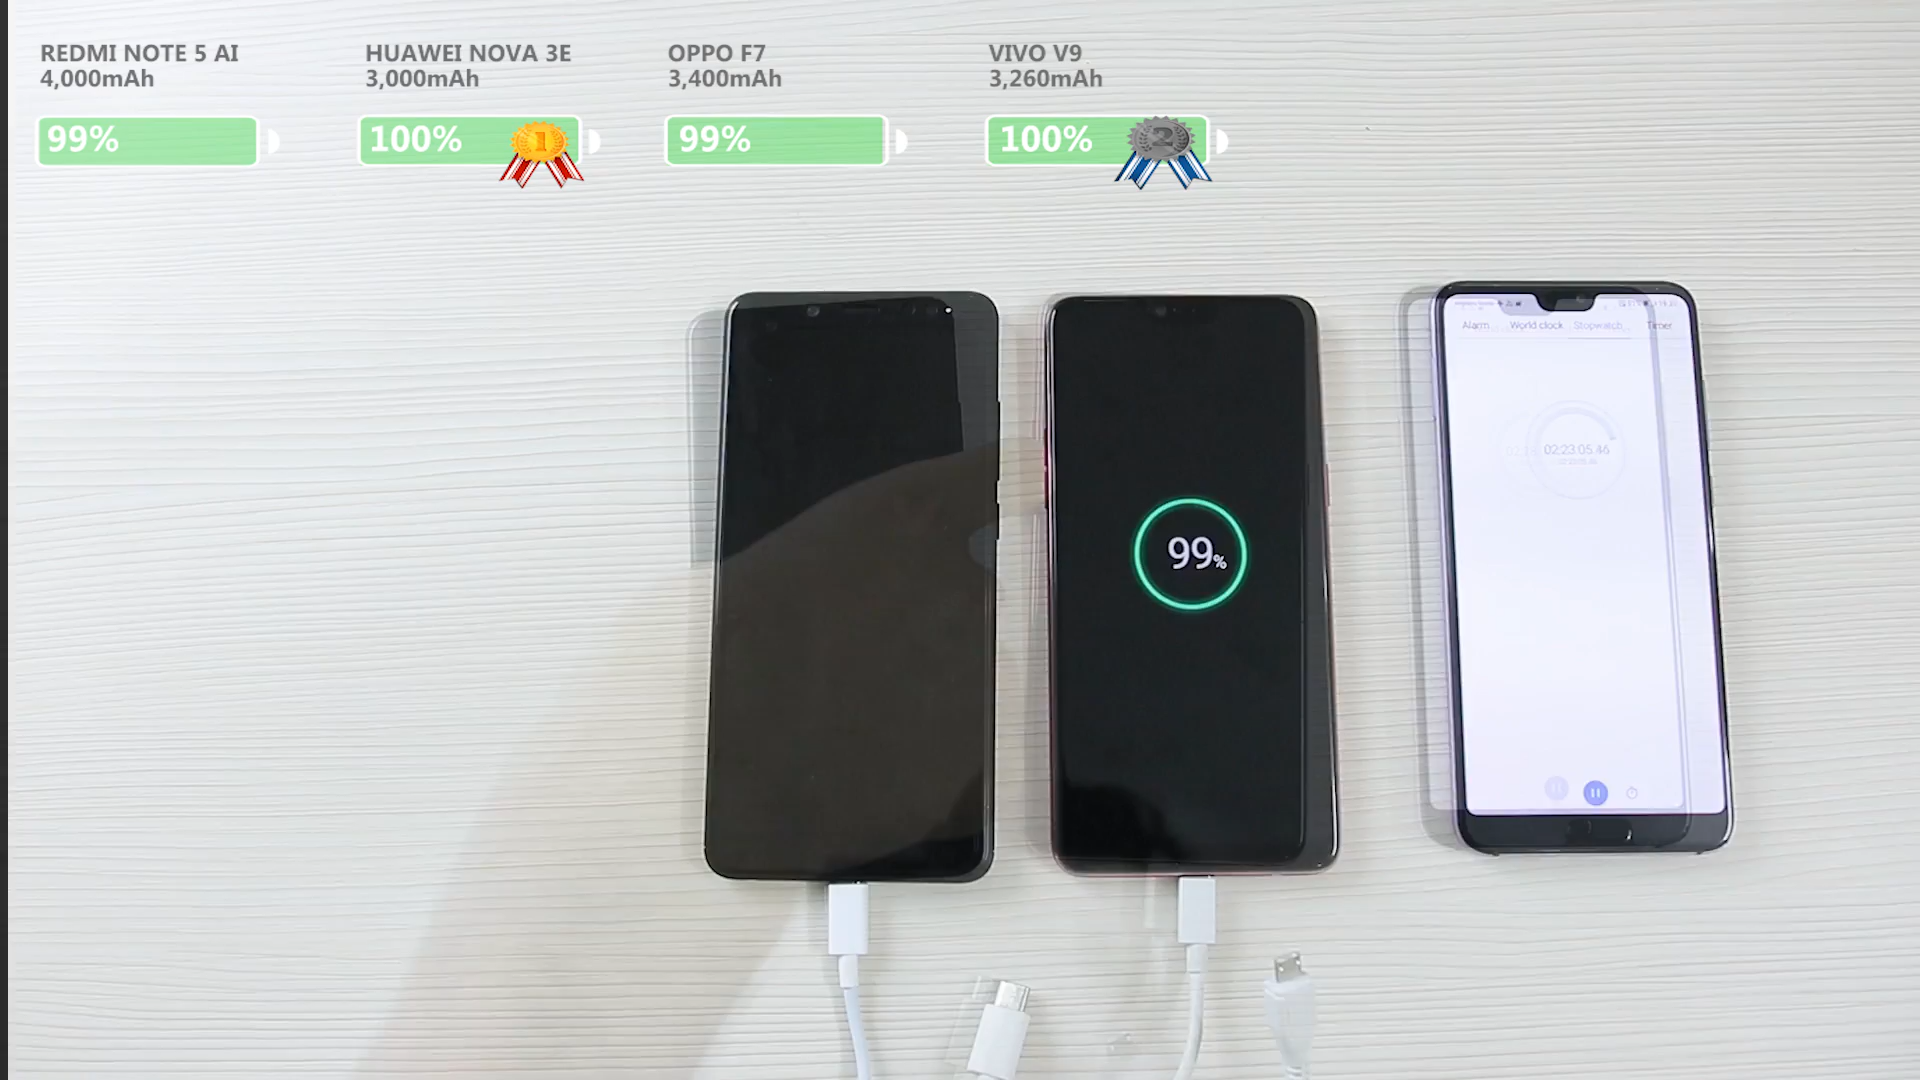 REDMI NOTE 5 AI
4,000mAh
99%
HUAWEI NOVA 3E
3,000mAh
100%
1
OPPO F7
3,400mAh
99%
VIVO V9
3,260mAh
100%
2
Alarm World clock Stopwatch Timer
02:23:05.46
99%